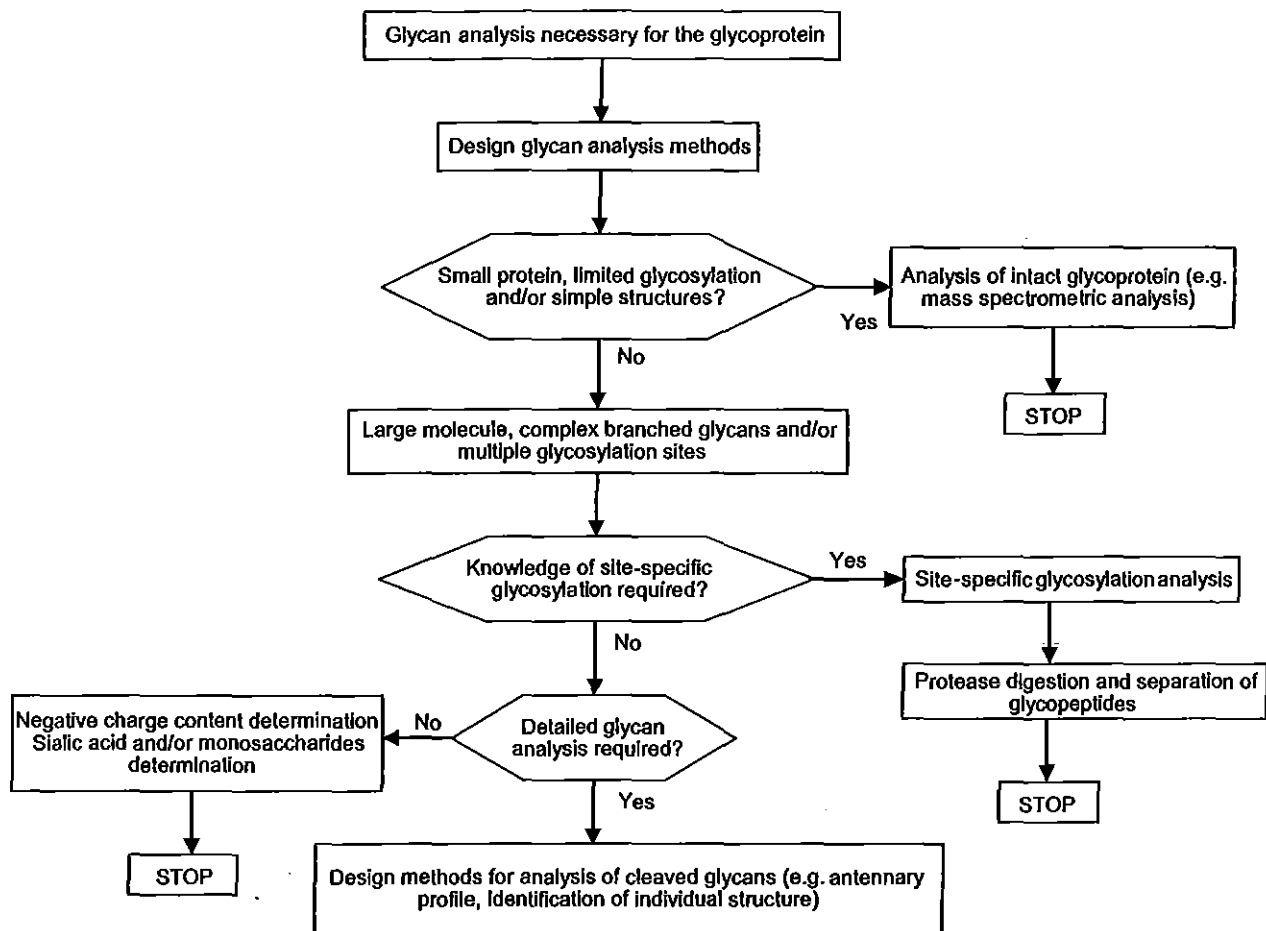 Glycan analysis necessary for the glycoprotein
Design glycan analysis methods
Small protein, limited glycosylation
and/or simple structures?
Yes
Analysis of intact glycoprotein (e.g.
mass spectrometric analysis)
STOP
No
Large molecule, complex branched glycans and/or
multiple glycosylation sites
Knowledge of site-specific
glycosylation required?
Yes
Site-specific glycosylation analysis
Protease digestion and separation of
glycopeptides
STOP
No
Detailed glycan
analysis required?
No
Negative charge content determination
Sialic acid and/or monosaccharides
determination
STOP
Yes
Design methods for analysis of cleaved glycans (e.g. antennary
profile, Identification of individual structure)